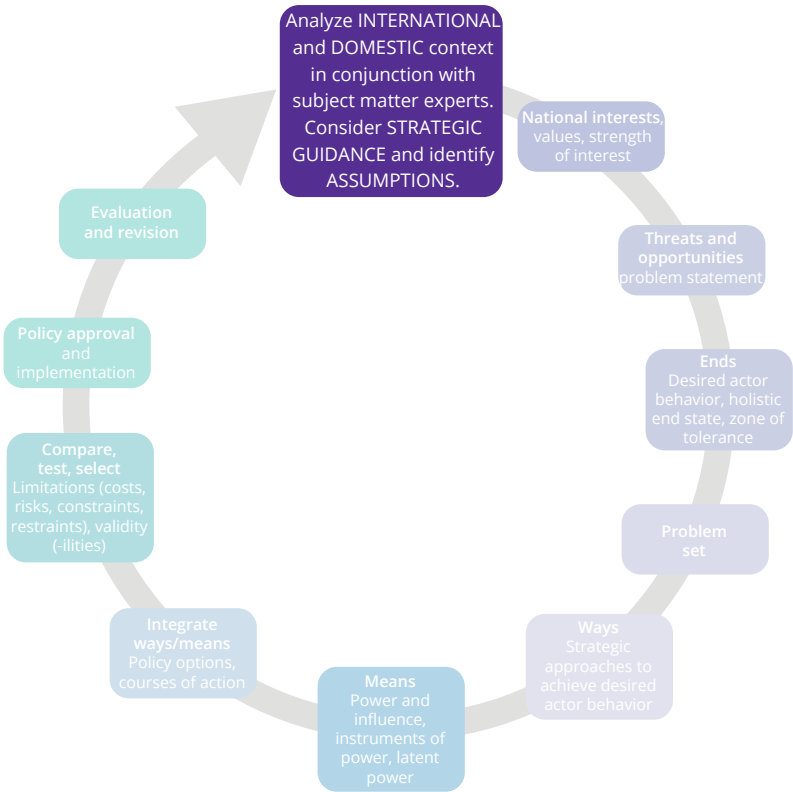 Analyze INTERNATIONAL
and DOMESTIC context
in conjunction with
subject matter experts.
Consider STRATEGIC
GUIDANCE and identify
ASSUMPTIONS.
National interests,
values, strength
of interest
Threats and
opportunities
problem statement
Ends
Desired actor
behavior, holistic
end state, zone of
tolerance
Problem
set
Ways
Strategic
approaches to
achieve desired
actor behavior
Means
Power and
influence,
instruments of
power, latent
power
Integrate
ways/means
Policy options,
courses of action
Compare,
test, select
Limitations (costs,
risks, constraints,
restraints), validity
(-ilities)
Policy approval
and
implementation
Evaluation
and revision